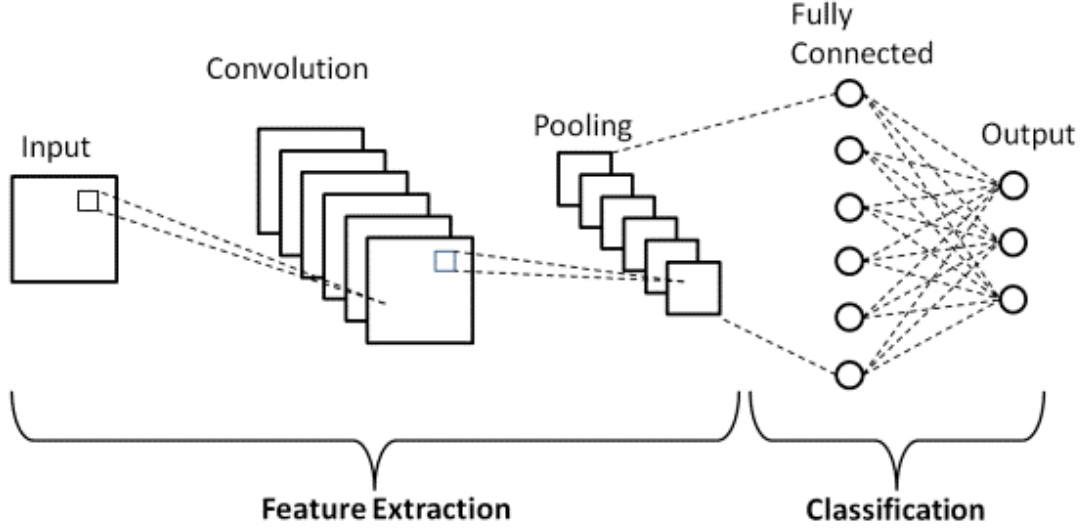 Input
Convolution
Pooling
Fully
Connected
Output
Feature Extraction
Classification